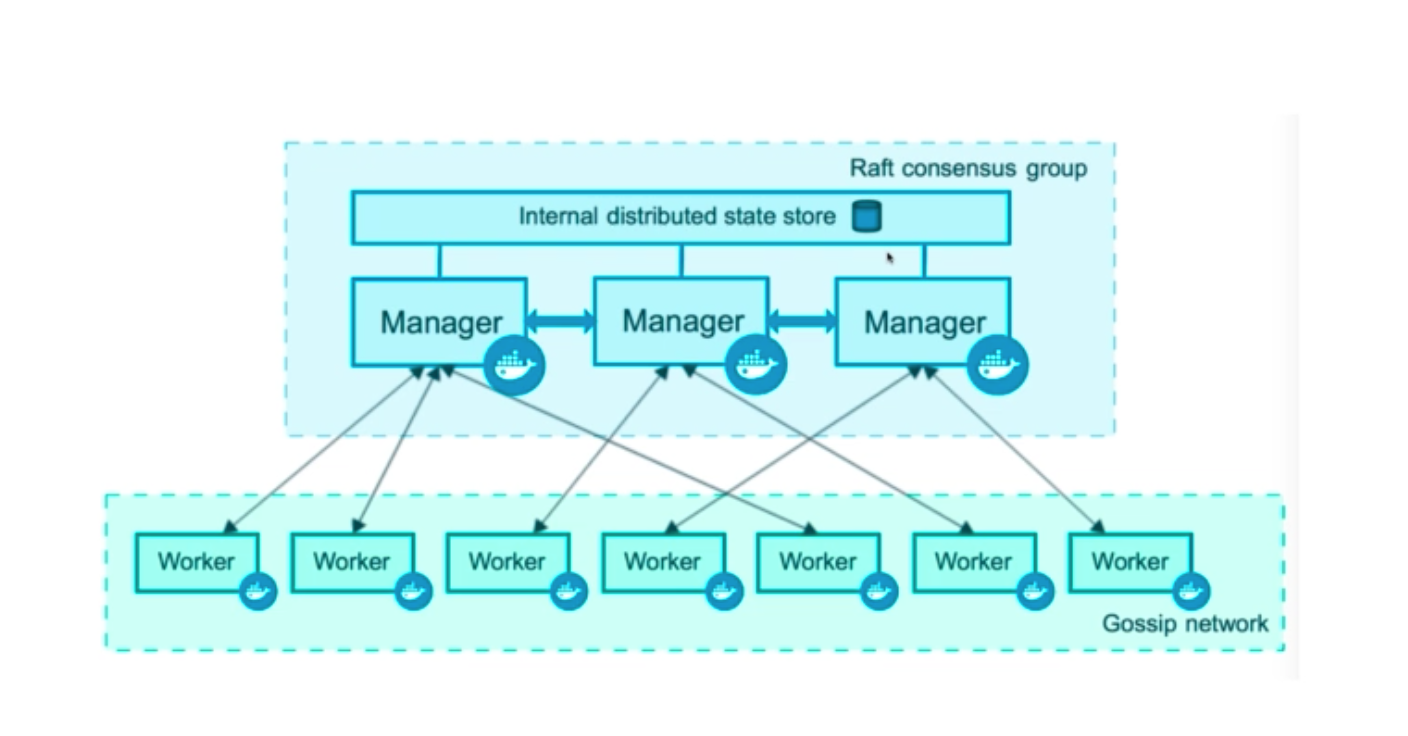 Raft consensus group
Internal distributed state store
Manager
Manager
Manager
Worker
Worker
Worker
Worker
Worker
Worker
Worker
Gossip network